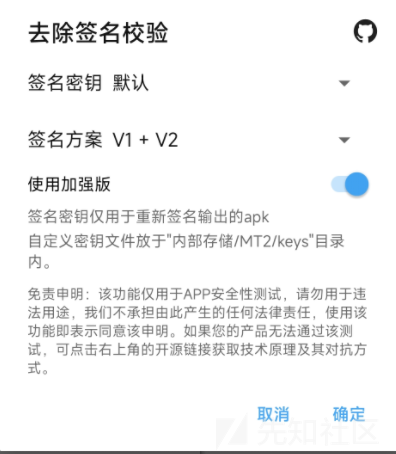 去除签名校验
签名密钥 默认
签名方案 V1 + V2
使用加强版
签名密钥仅用于重新签名输出的apk
自定义密钥文件放于"内部存储/MT2/keys"目录
内。
免责申明：该功能仅用于APP安全性测试，请勿用于违
法用途，我们不承担由此产生的任何法律责任，使用该
功能即表示同意该申明。如果您的产品无法通过该测
试，可点击右上角的开源链接获取技术原理及其对抗方
式。
取消 确定
先知社区